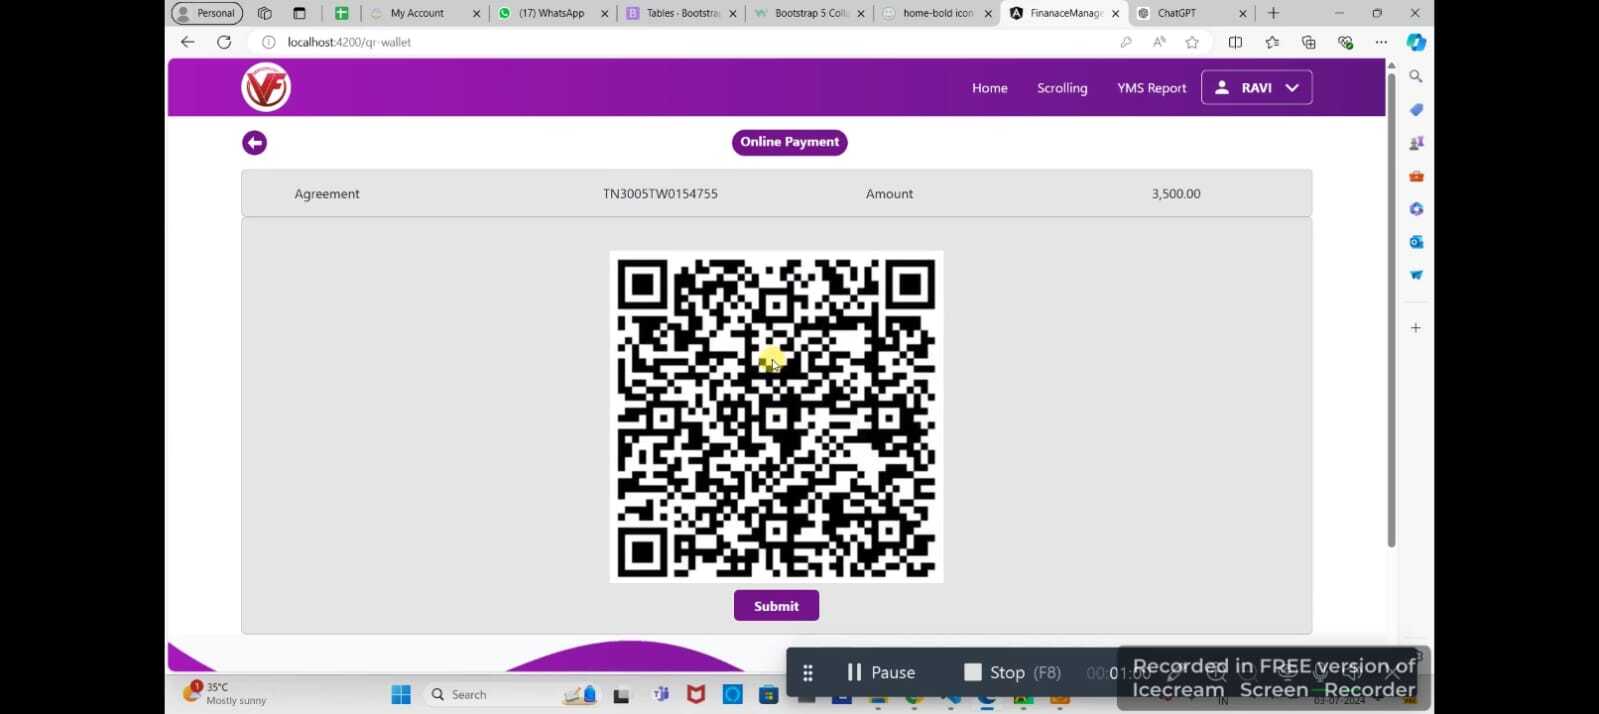 Personal
My Account
(17) WhatsApp
Tables - Bootstra
Bootstrap 5 Coll
home-bold icon
FinanaceManage
ChatGPT
localhost:4200/qr-wallet
VF
Home
Scrolling
YMS Report
RAVI
Online Payment
Agreement
TN3005TW0154755
Amount
3,500.00
Submit
Pause
Stop (F8)
00:01:00
Recorded in FREE version of
Icecream Screen Recorder
1
35°C
Mostly sunny
Search
IN
03-07-2024